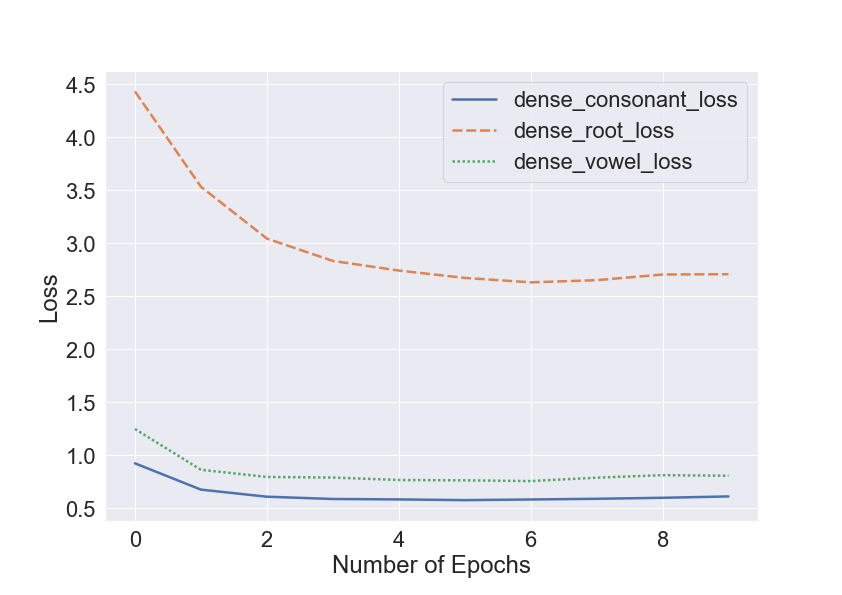 4.5
4.0
3.5
3.0
2.5
2.0
1.5
1.0
0.5
Loss
dense_consonant_loss
dense_root_loss
dense_vowel_loss
0 2 4 6 8
Number of Epochs